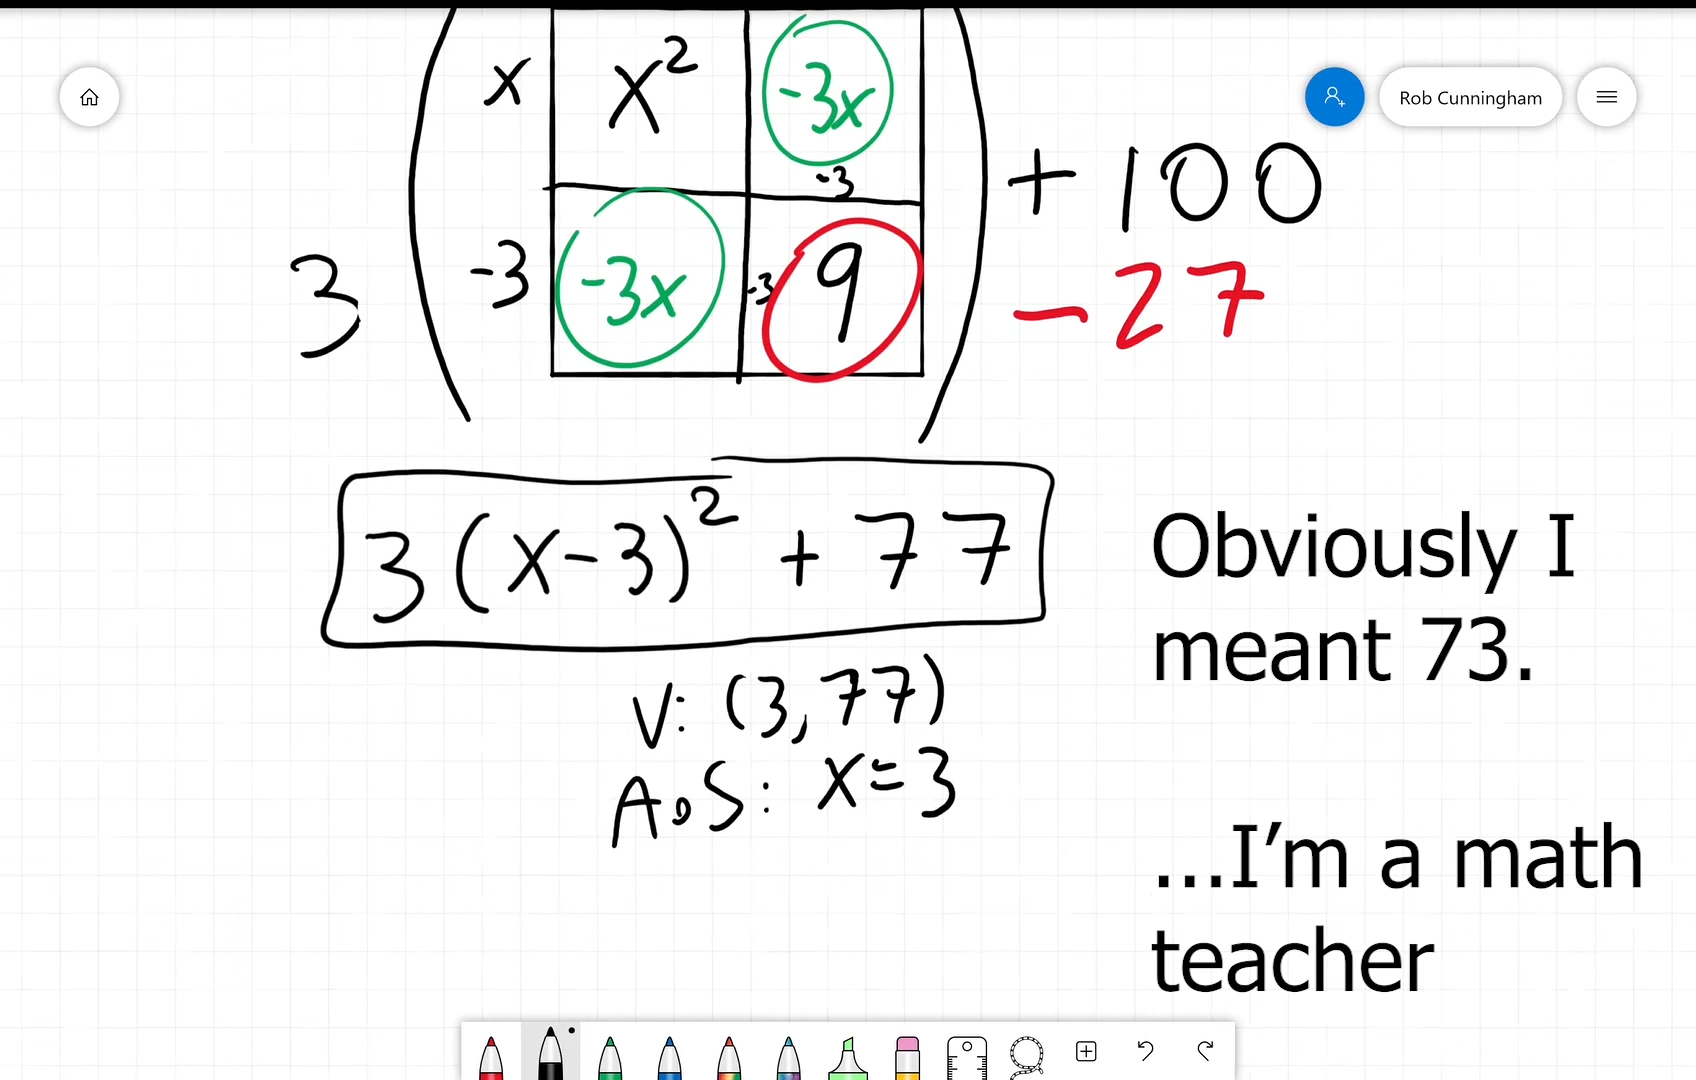 x x² -3x
Rob Cunningham
+ 100
-3
3 -3 -3x -3 9 - 27
3(x-3)² + 77
Obviously I
meant 73.
V: (3,77)
AoS: x=3
...I’m a math
teacher